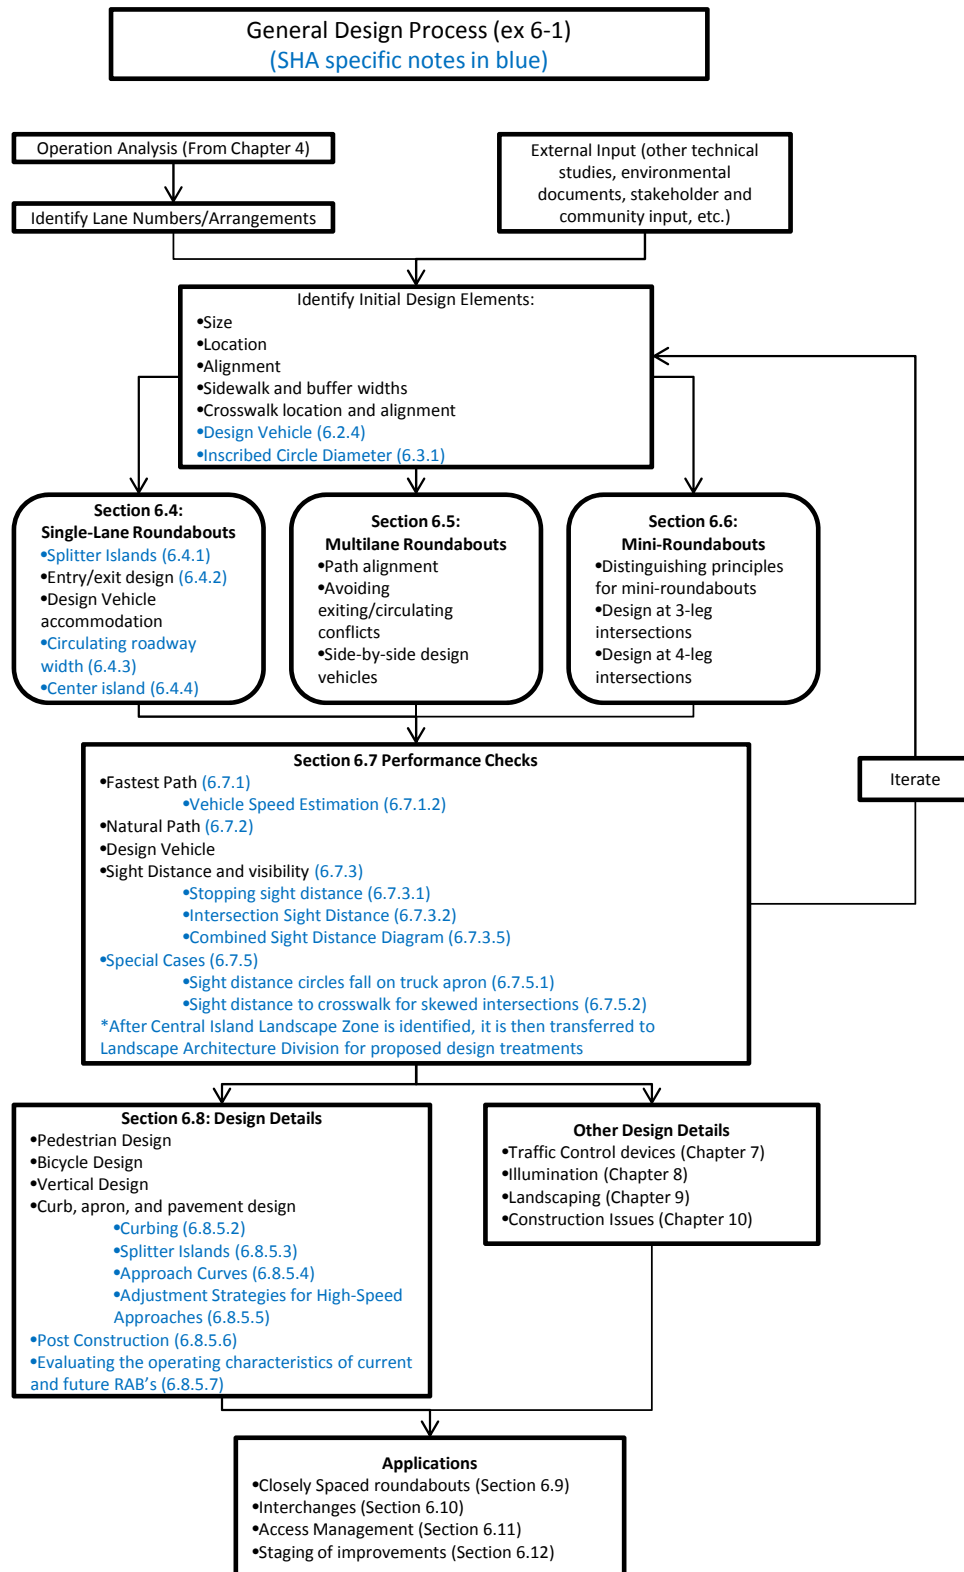 General Design Process (ex 6-1)
(SHA specific notes in blue)
Operation Analysis (From Chapter 4)
Identify Lane Numbers/Arrangements
External Input (other technical
studies, environmental
documents, stakeholder and
community input, etc.)
Identify Initial Design Elements:
•Size
•Location
•Alignment
•Sidewalk and buffer widths
•Crosswalk location and alignment
•Design Vehicle (6.2.4)
•Inscribed Circle Diameter (6.3.1)
Section 6.4:
Single-Lane Roundabouts
•Splitter Islands (6.4.1)
•Entry/exit design (6.4.2)
•Design Vehicle
accommodation
•Circulating roadway
width (6.4.3)
•Center island (6.4.4)
Section 6.5:
Multilane Roundabouts
•Path alignment
•Avoiding
exiting/circulating
conflicts
•Side-by-side design
vehicles
Section 6.6:
Mini-Roundabouts
•Distinguishing principles
for mini-roundabouts
•Design at 3-leg
intersections
•Design at 4-leg
intersections
Section 6.7 Performance Checks
•Fastest Path (6.7.1)
•Vehicle Speed Estimation (6.7.1.2)
•Natural Path (6.7.2)
•Design Vehicle
•Sight Distance and visibility (6.7.3)
•Stopping sight distance (6.7.3.1)
•Intersection Sight Distance (6.7.3.2)
•Combined Sight Distance Diagram (6.7.3.5)
•Special Cases (6.7.5)
•Sight distance circles fall on truck apron (6.7.5.1)
•Sight distance to crosswalk for skewed intersections (6.7.5.2)
*After Central Island Landscape Zone is identified, it is then transferred to
Landscape Architecture Division for proposed design treatments
Iterate
Section 6.8: Design Details
•Pedestrian Design
•Bicycle Design
•Vertical Design
•Curb, apron, and pavement design
•Curbing (6.8.5.2)
•Splitter Islands (6.8.5.3)
•Approach Curves (6.8.5.4)
•Adjustment Strategies for High-Speed
Approaches (6.8.5.5)
•Post Construction (6.8.5.6)
•Evaluating the operating characteristics of current
and future RAB's (6.8.5.7)
Other Design Details
•Traffic Control devices (Chapter 7)
•Illumination (Chapter 8)
•Landscaping (Chapter 9)
•Construction Issues (Chapter 10)
Applications
•Closely Spaced roundabouts (Section 6.9)
•Interchanges (Section 6.10)
•Access Management (Section 6.11)
•Staging of improvements (Section 6.12)